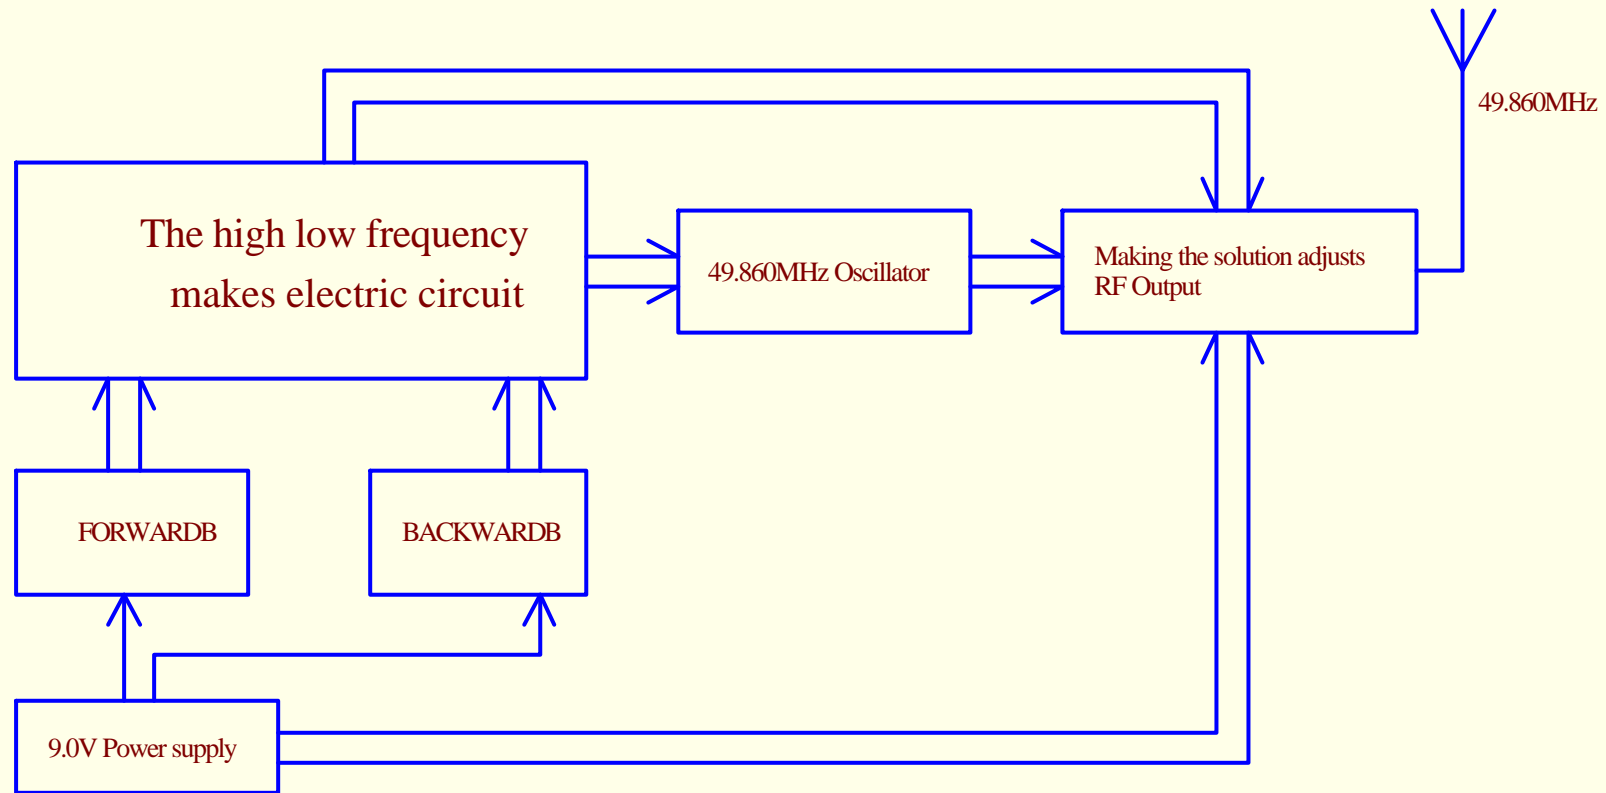 49.860MHz
The high low frequency
makes electric circuit
49.860MHz Oscillator
Making the solution adjusts
RF Output
FORWARDB
BACKWARDB
9.0V Power supply